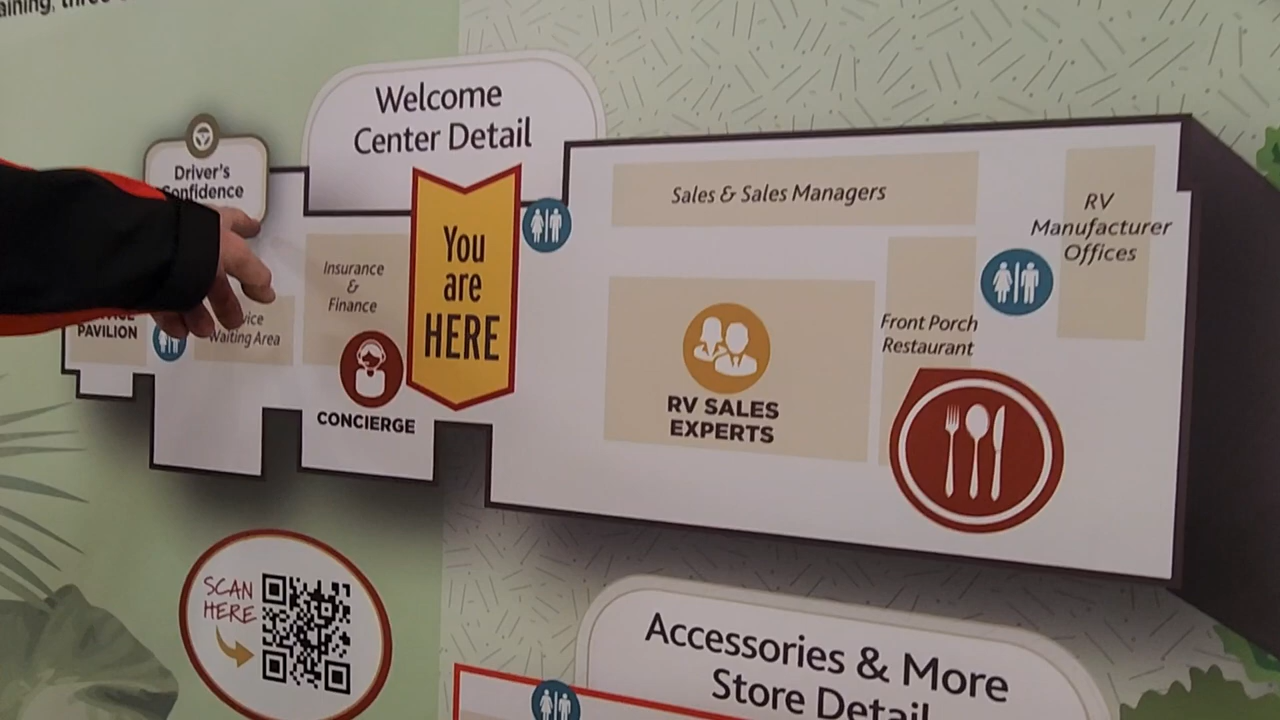 Welcome
Center Detail
Driver's
Confidence
You
are
HERE
Insurance
&
Finance
Waiting Area
PAVILION
CONCIERGE
Sales & Sales Managers
RV SALES
EXPERTS
Front Porch
Restaurant
RV
Manufacturer
Offices
SCAN
HERE
Accessories & More
Store Detail